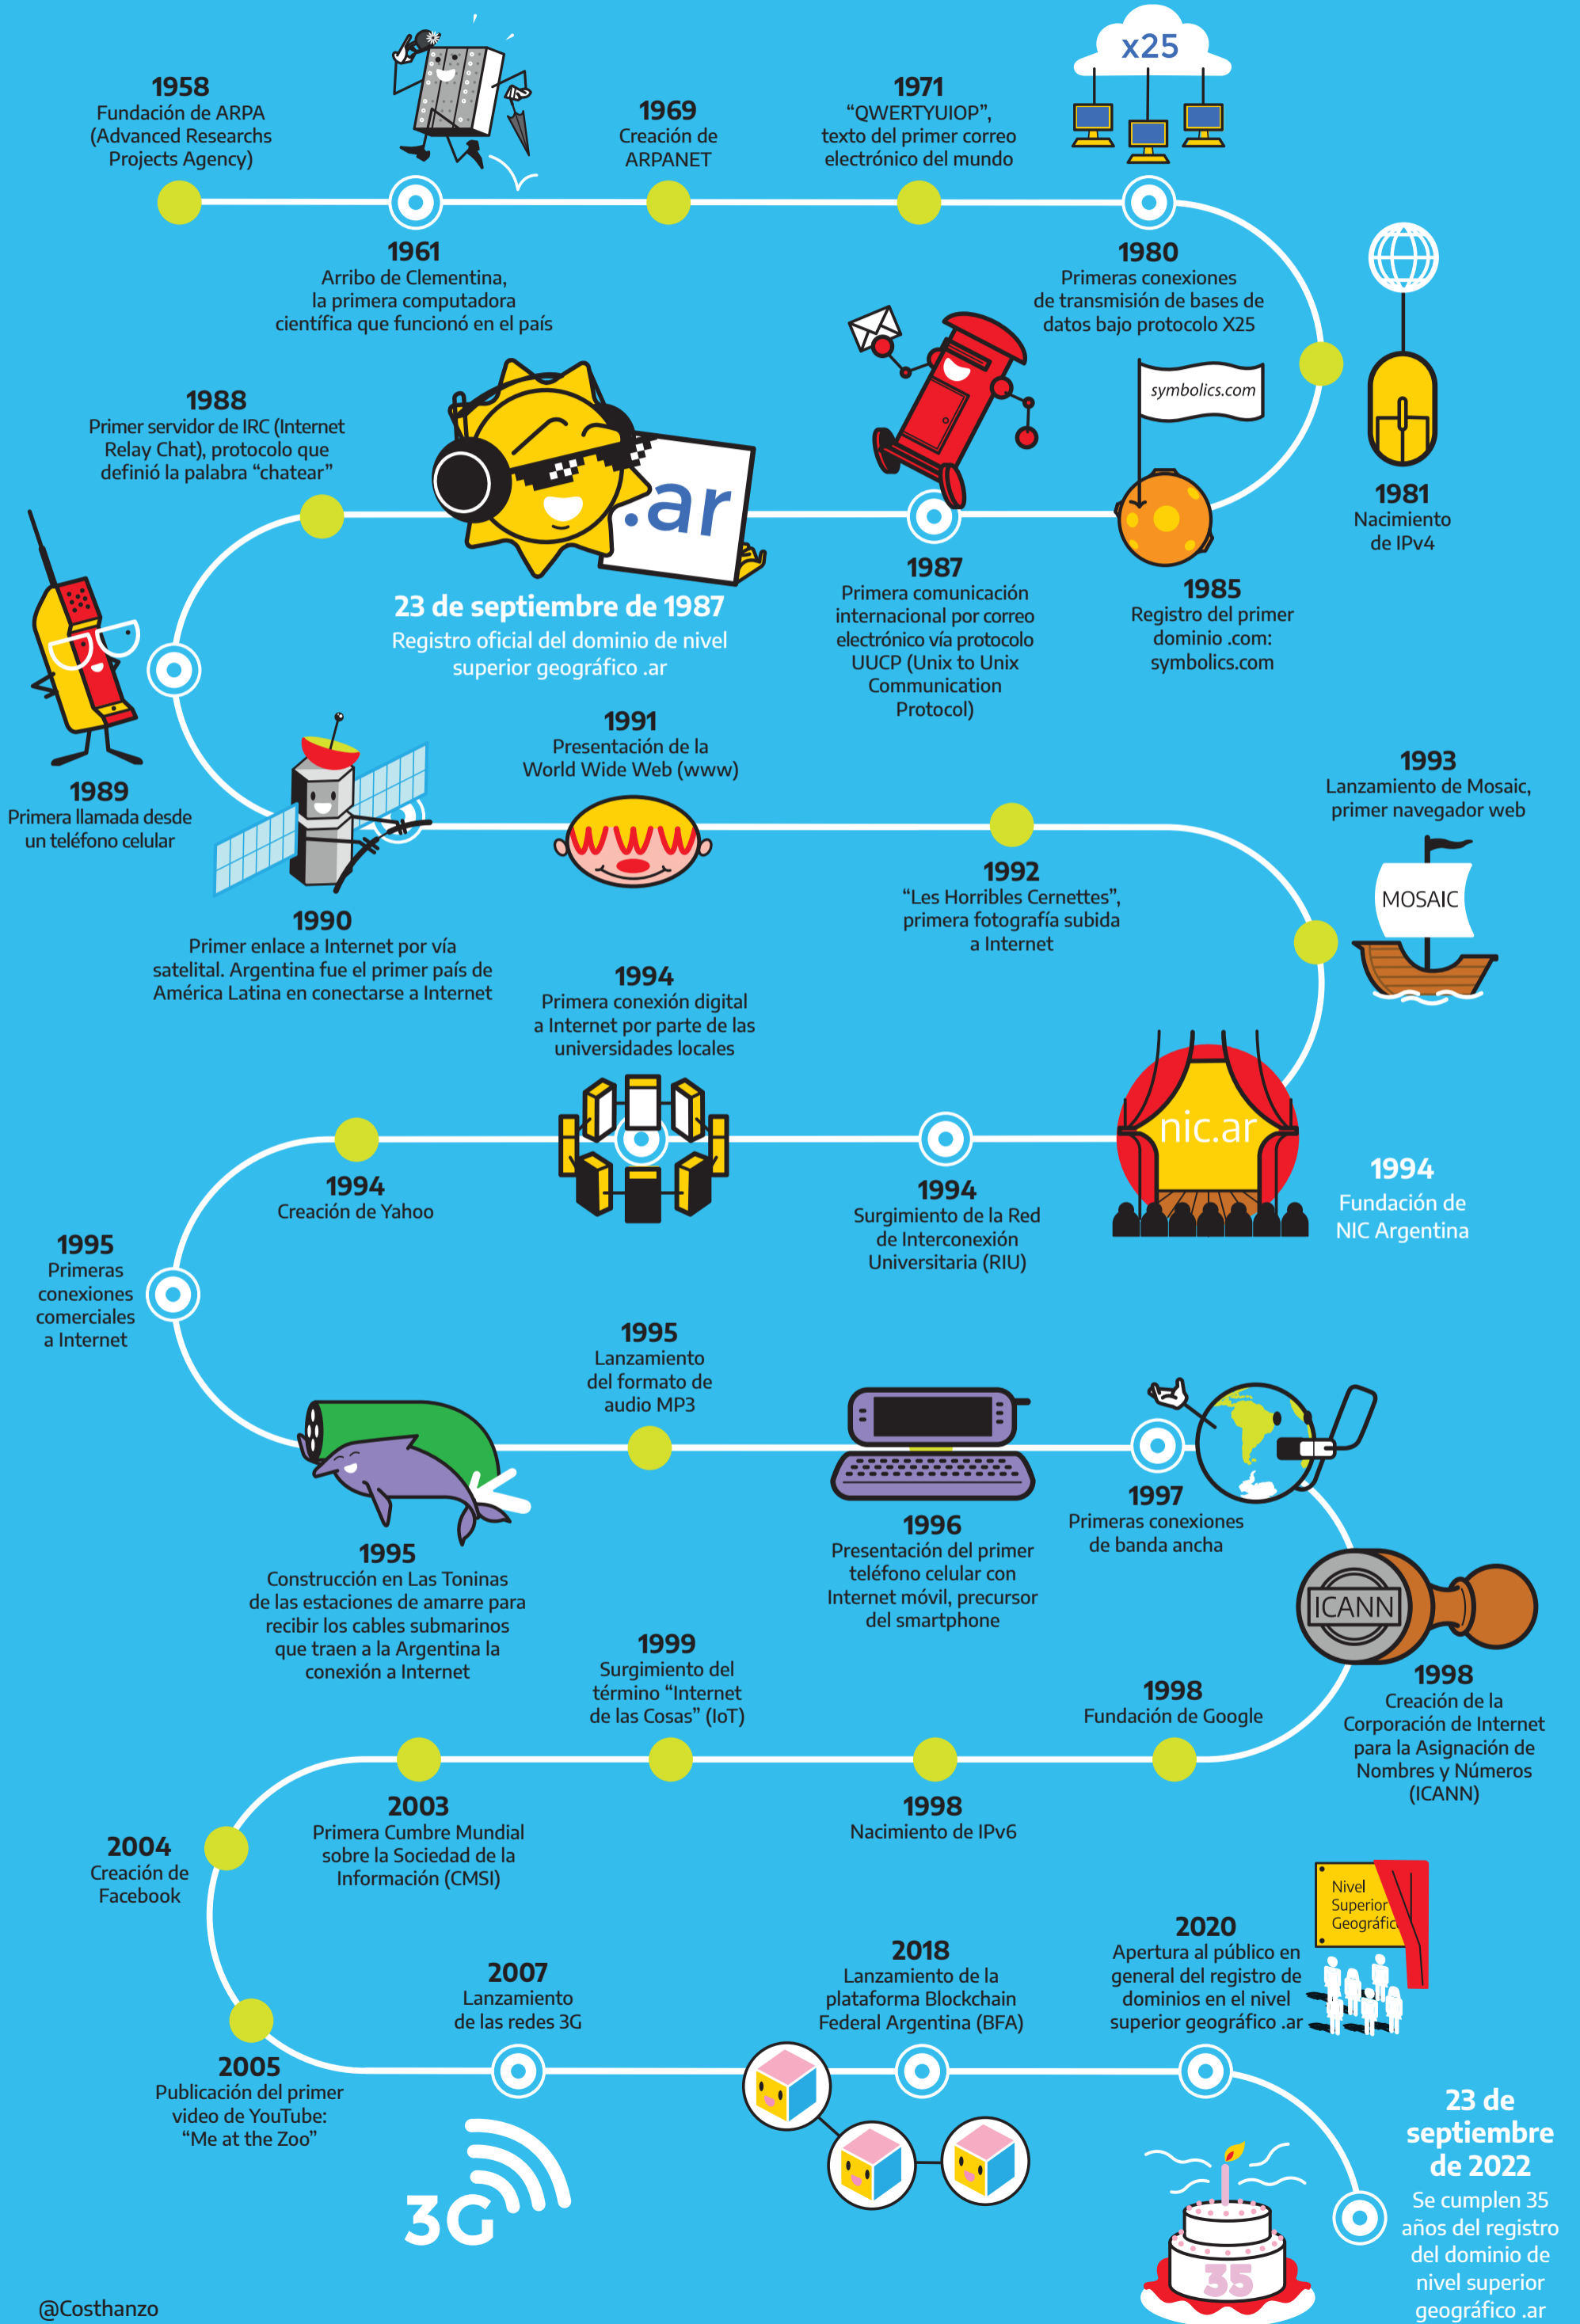 1958
Fundación de ARPA
(Advanced Researchs
Projects Agency)
1961
Arribo de Clementina,
la primera computadora
científica que funcionó en el país
1969
Creación de
ARPANET
1971
“QWERTYUIOP”,
texto del primer correo
electrónico del mundo
x25
1980
Primeras conexiones
de transmisión de bases de
datos bajo protocolo X25
1981
Nacimiento
de IPv4
symbolics.com
1985
Registro del primer
dominio .com:
symbolics.com
1987
Primera comunicación
internacional por correo
electrónico vía protocolo
UUCP (Unix to Unix
Communication
Protocol)
.ar
23 de septiembre de 1987
Registro oficial del dominio de nivel
superior geográfico .ar
1988
Primer servidor de IRC (Internet
Relay Chat), protocolo que
definió la palabra “chatear”
1989
Primera llamada desde
un teléfono celular
1990
Primer enlace a Internet por vía
satelital. Argentina fue el primer país de
América Latina en conectarse a Internet
1991
Presentación de la
World Wide Web (www)
WWW
1992
“Les Horribles Cernettes”,
primera fotografía subida
a Internet
1993
Lanzamiento de Mosaic,
primer navegador web
MOSAIC
nic.ar
1994
Fundación de
NIC Argentina
1994
Surgimiento de la Red
de Interconexión
Universitaria (RIU)
1994
Primera conexión digital
a Internet por parte de las
universidades locales
1994
Creación de Yahoo
1995
Primeras
conexiones
comerciales
a Internet
1995
Construcción en Las Toninas
de las estaciones de amarre para
recibir los cables submarinos
que traen a la Argentina la
conexión a Internet
1995
Lanzamiento
del formato de
audio MP3
1996
Presentación del primer
teléfono celular con
Internet móvil, precursor
del smartphone
1997
Primeras conexiones
de banda ancha
ICANN
1998
Creación de la
Corporación de Internet
para la Asignación de
Nombres y Números
(ICANN)
1998
Fundación de Google
1998
Nacimiento de IPv6
1999
Surgimiento del
término “Internet
de las Cosas” (IoT)
2003
Primera Cumbre Mundial
sobre la Sociedad de la
Información (CMSI)
2004
Creación de
Facebook
2005
Publicación del primer
video de YouTube:
“Me at the Zoo”
2007
Lanzamiento
de las redes 3G
3G
2018
Lanzamiento de la
plataforma Blockchain
Federal Argentina (BFA)
2020
Apertura al público en
general del registro de
dominios en el nivel
superior geográfico .ar
Nivel
Superior
Geográfic
23 de
septiembre
de 2022
Se cumplen 35
años del registro
del dominio de
nivel superior
geográfico .ar
35
@Costhanzo